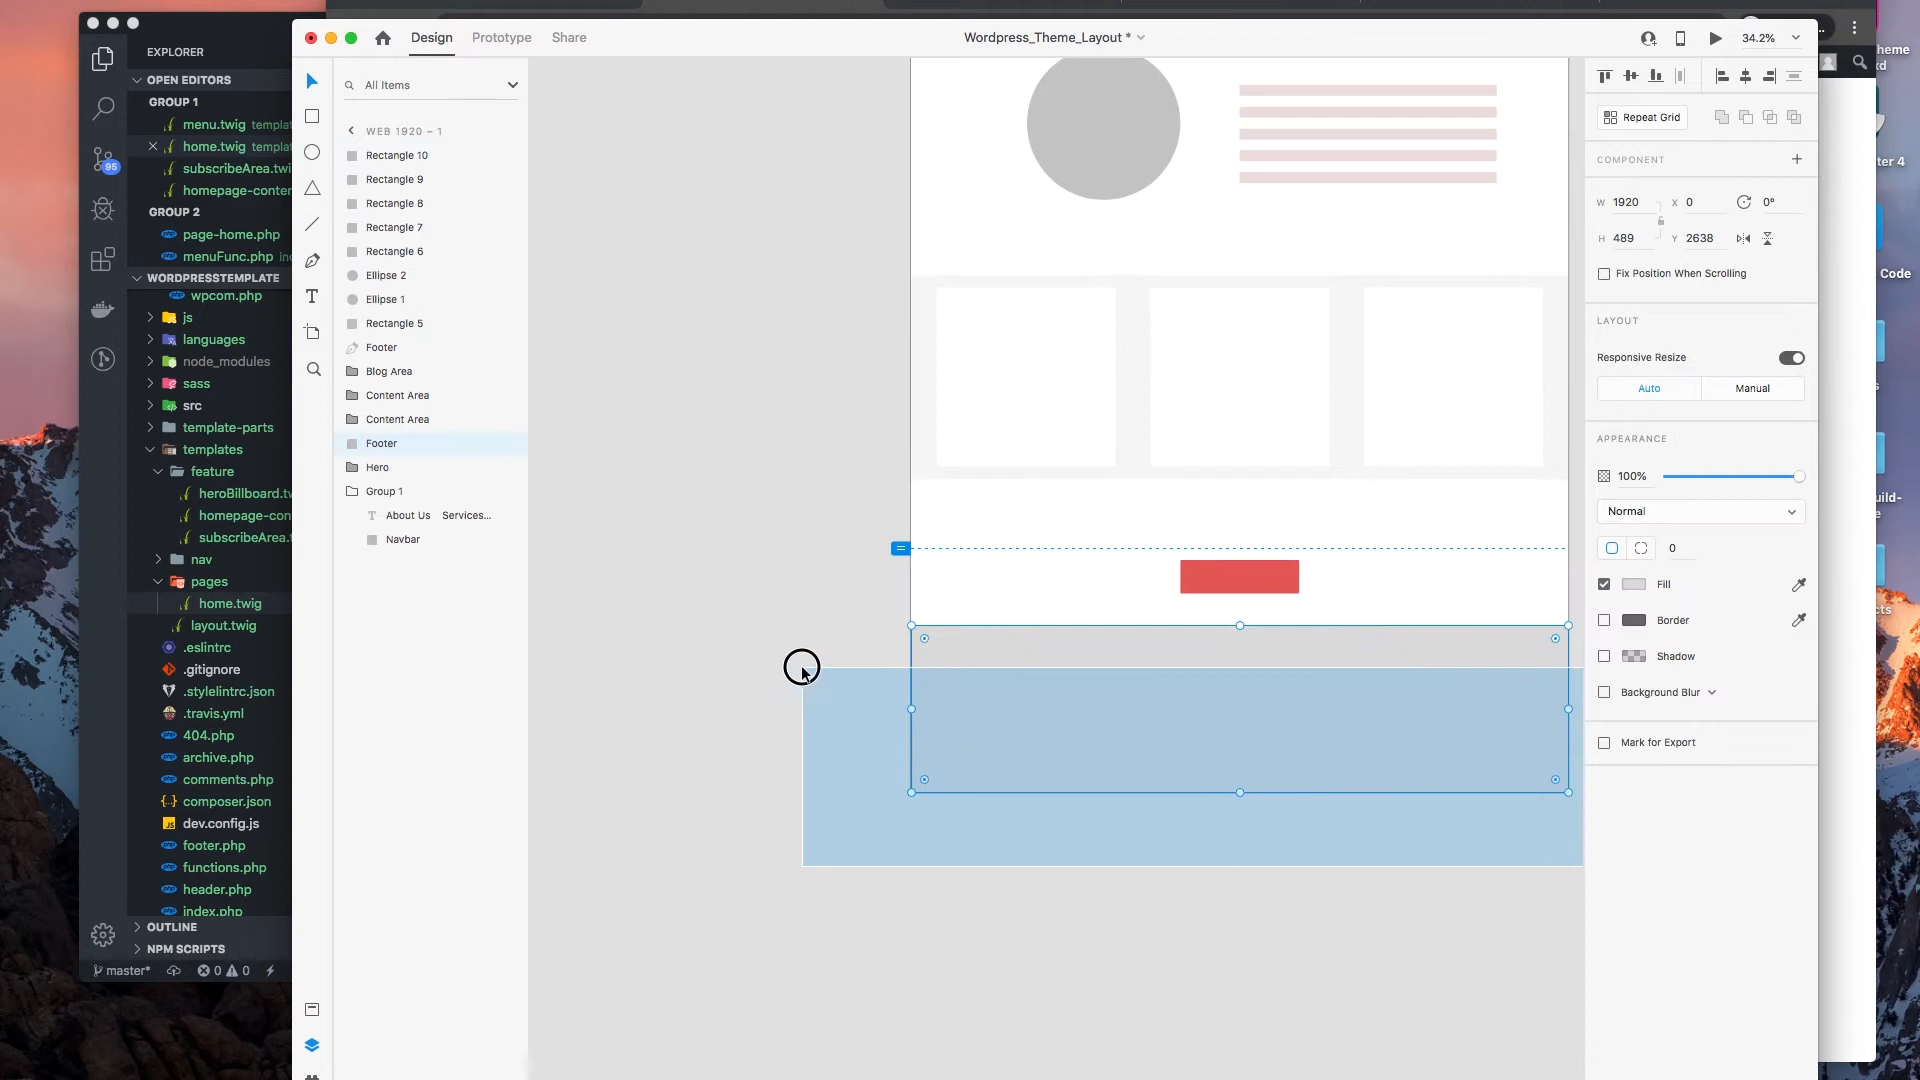 Design
Prototype
Share
Wordpress_Theme_Layout *
34.2%
EXPLORER
OPEN EDITORS
GROUP 1
menu.twig
home.twig
subscribeArea.twi
homepage-conter
GROUP 2
page-home.php
menuFunc.php
WORDPRESSTEMPLATE
wpcom.php
js
languages
node_modules
sass
src
template-parts
templates
feature
heroBillboard.tw
homepage-con
subscribeArea.t
nav
pages
home.twig
layout.twig
.eslintrc
.gitignore
.stylelintrc.json
.travis.yml
404.php
archive.php
comments.php
composer.json
dev.config.js
footer.php
functions.php
header.php
index.php
OUTLINE
NPM SCRIPTS
master*
0
0
95
All Items
WEB 1920 – 1
Rectangle 10
Rectangle 9
Rectangle 8
Rectangle 7
Rectangle 6
Ellipse 2
Ellipse 1
Rectangle 5
Footer
Blog Area
Content Area
Content Area
Footer
Hero
Group 1
About Us Services...
Navbar
Repeat Grid
COMPONENT
W 1920 X 0 0°
H 489 Y 2638
Fix Position When Scrolling
LAYOUT
Responsive Resize
Auto
Manual
APPEARANCE
100%
Normal
0
Fill
Border
Shadow
Background Blur
Mark for Export
heme
xd
ter 4
Code